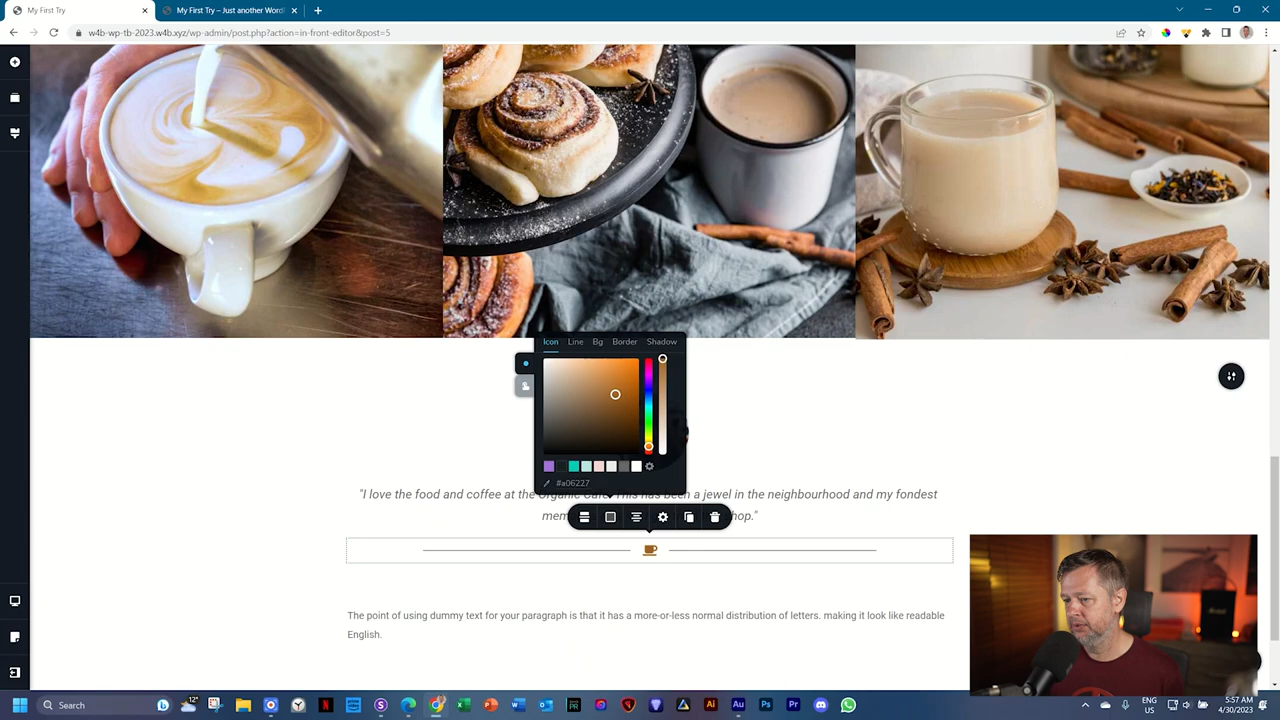 My First Try
My First Try – Just another Word
w4b-wp-tb-2023.w4b.xyz/wp-admin/post.php?action=in-front-editor&post=5
Icon Line Bg Border Shadow
#a06227
"I love the food and coffee at the Organic Cafe. This has been a jewel in the neighbourhood and my fondest
hop."
The point of using dummy text for your paragraph is that it has a more-or-less normal distribution of letters. making it look like readable
English.
Search
12°
ENG
US
5:57 AM
4/30/2023